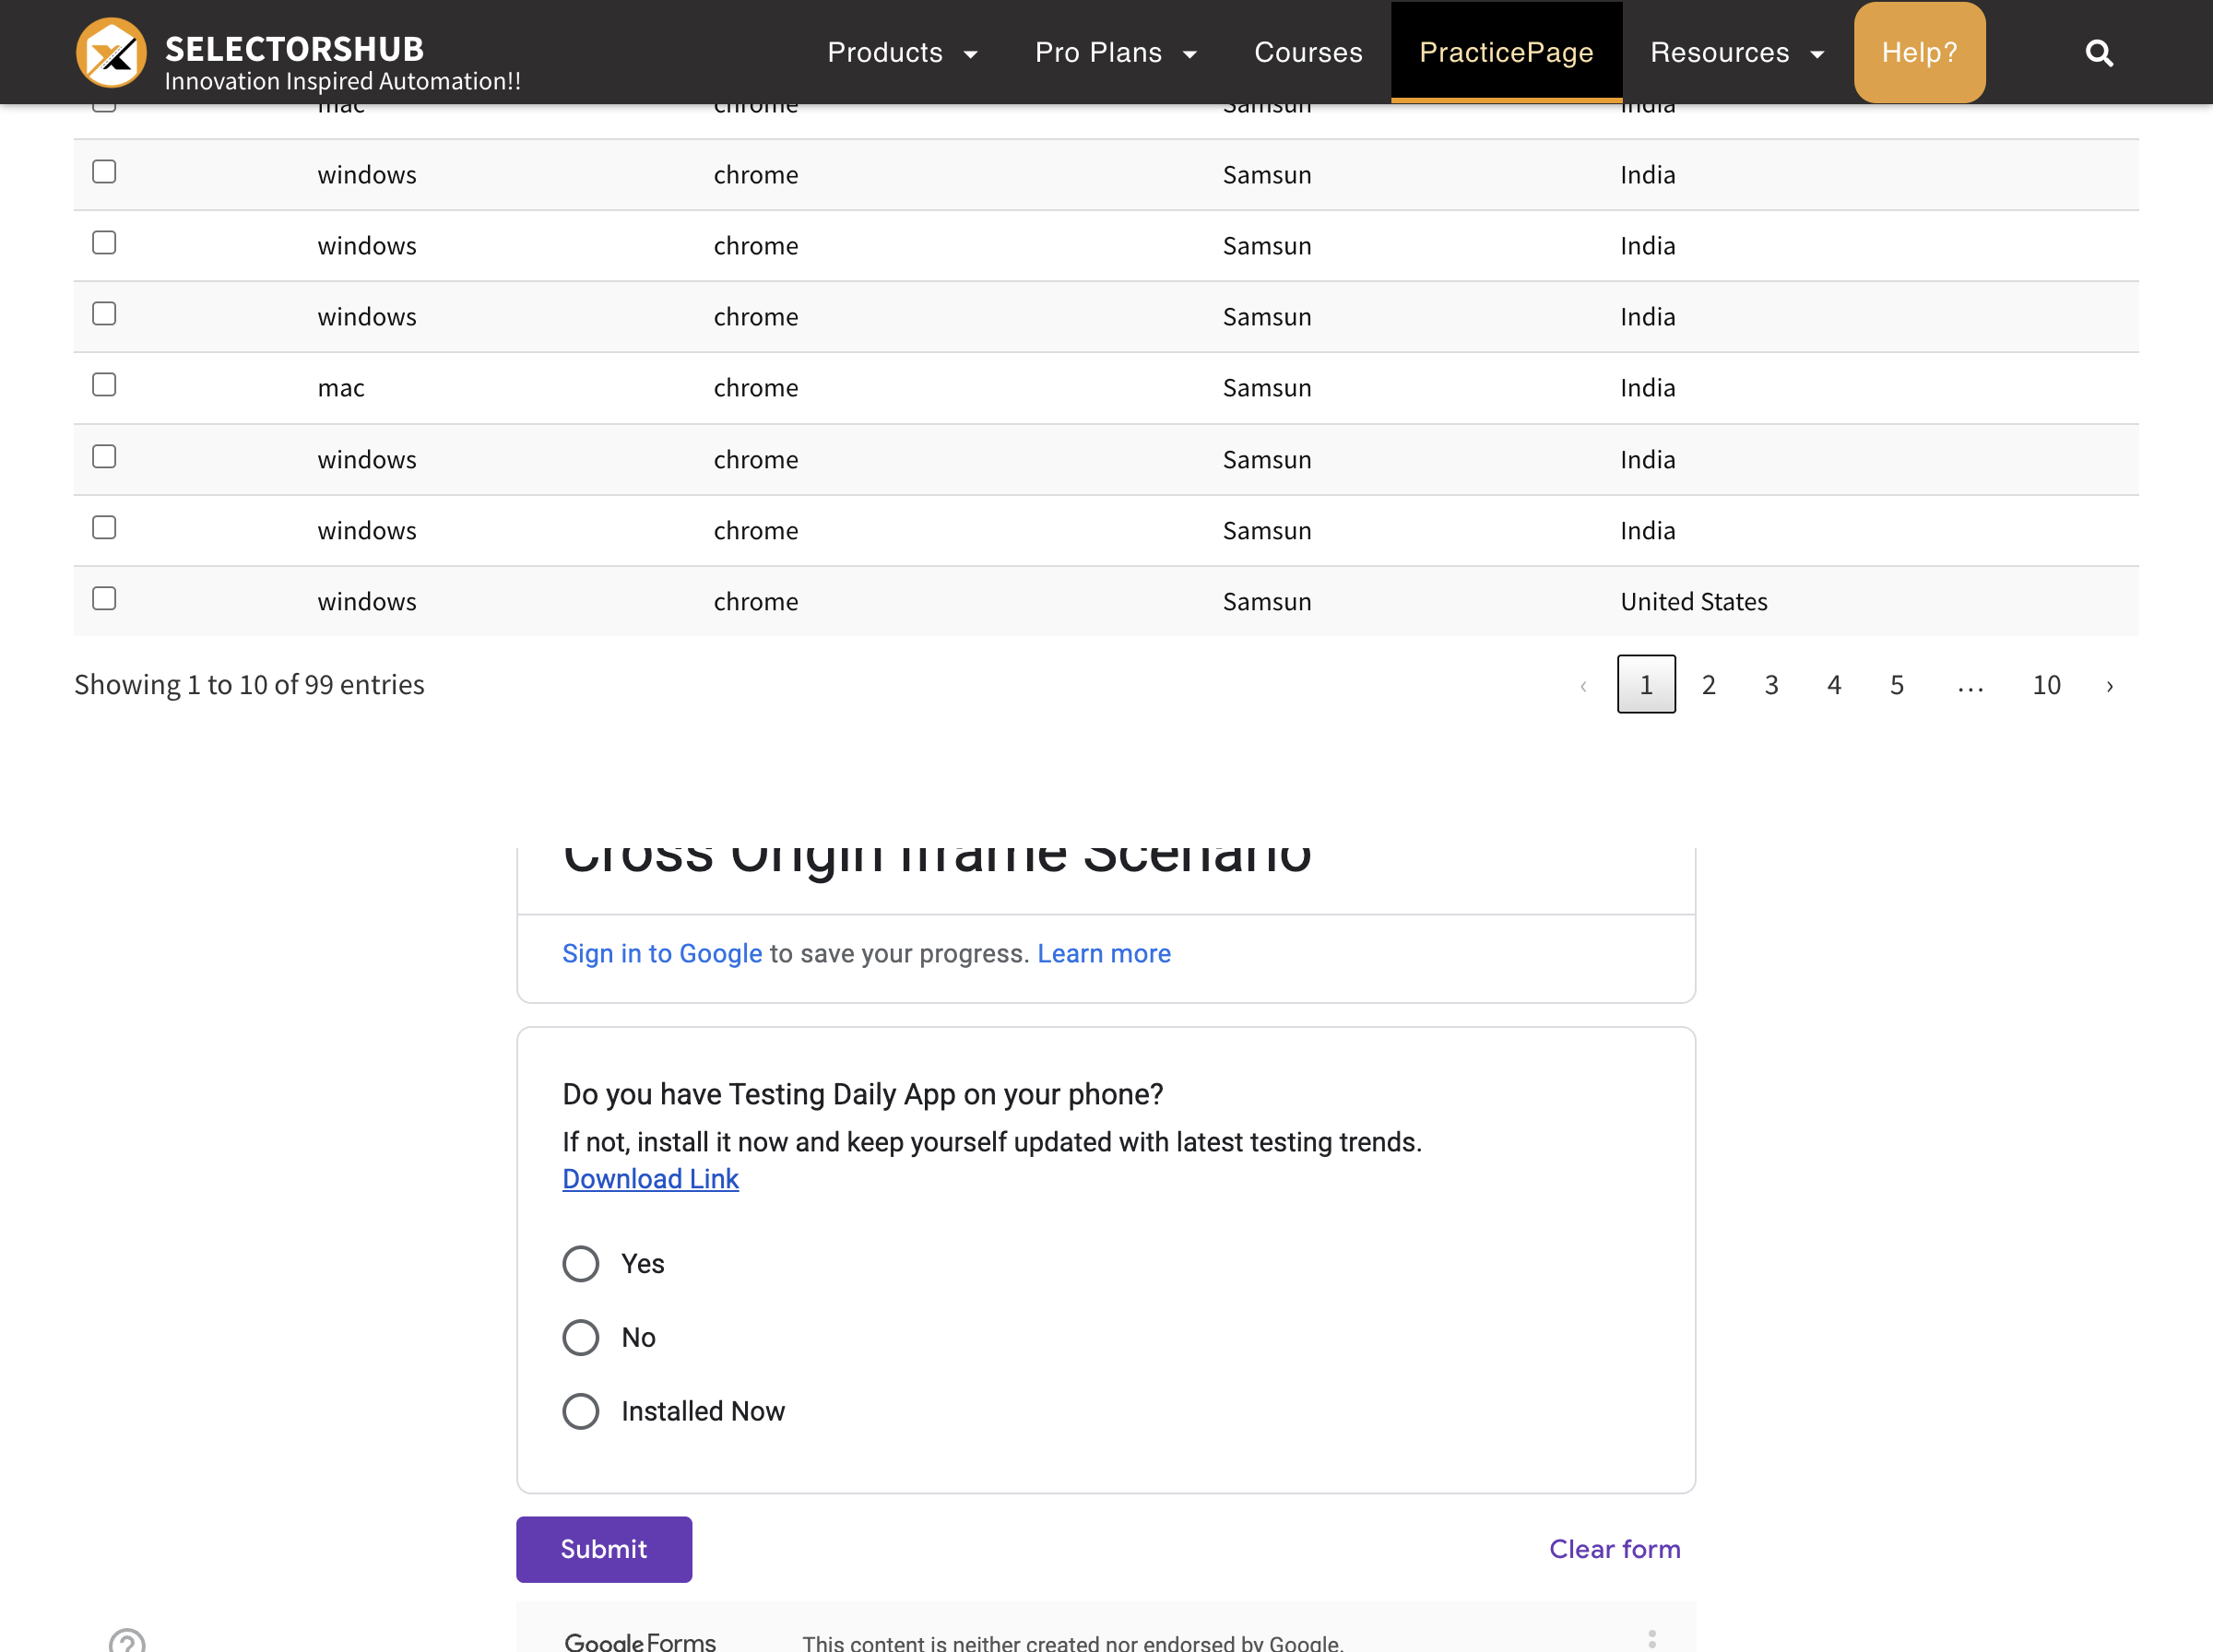 SELECTORSHUB
Innovation Inspired Automation!!
Products Pro Plans Courses PracticePage Resources Help?
mac chrome Samsun India
windows chrome Samsun India
windows chrome Samsun India
windows chrome Samsun India
mac chrome Samsun India
windows chrome Samsun India
windows chrome Samsun India
windows chrome Samsun United States
Showing 1 to 10 of 99 entries ‹ 1 2 3 4 5 … 10 ›
Cross Origin Iframe Scenario
Sign in to Google to save your progress. Learn more
Do you have Testing Daily App on your phone?
If not, install it now and keep yourself updated with latest testing trends.
Download Link
Yes
No
Installed Now
Submit Clear form
Google Forms This content is neither created nor endorsed by Google.